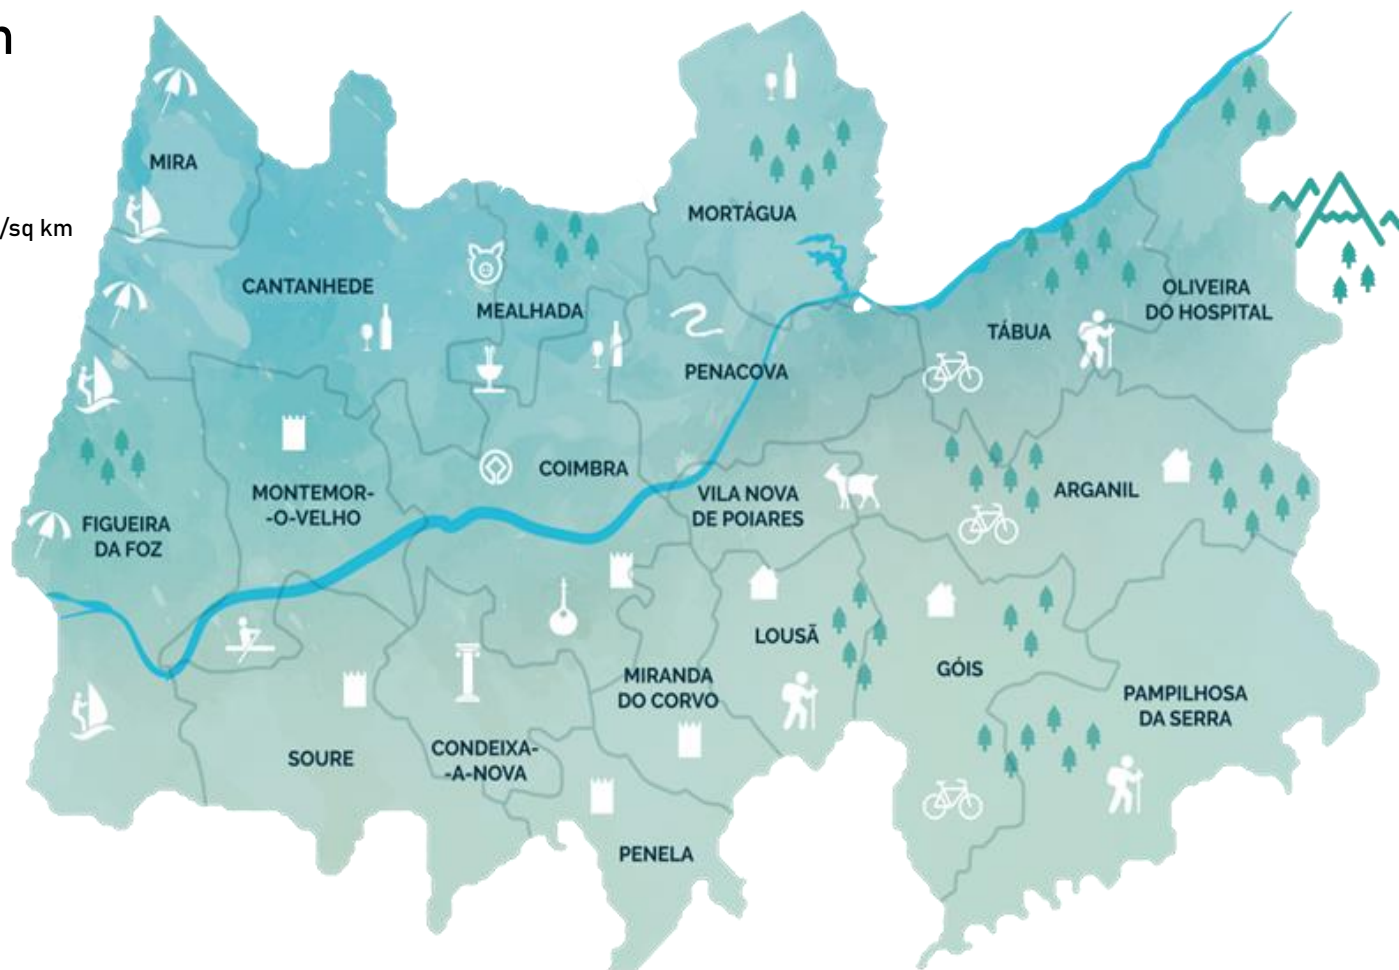 n
/sq km
MIRA
MORTÁGUA
CANTANHEDE
MEALHADA
OLIVEIRA
DO HOSPITAL
TÁBUA
PENACOVA
COIMBRA
MONTEMOR-
-O-VELHO
VILA NOVA
DE POIARES
ARGANIL
FIGUEIRA
DA FOZ
LOUSÃ
GÓIS
MIRANDA
DO CORVO
PAMPILHOSA
DA SERRA
SOURE
CONDEIXA-
-A-NOVA
PENELA